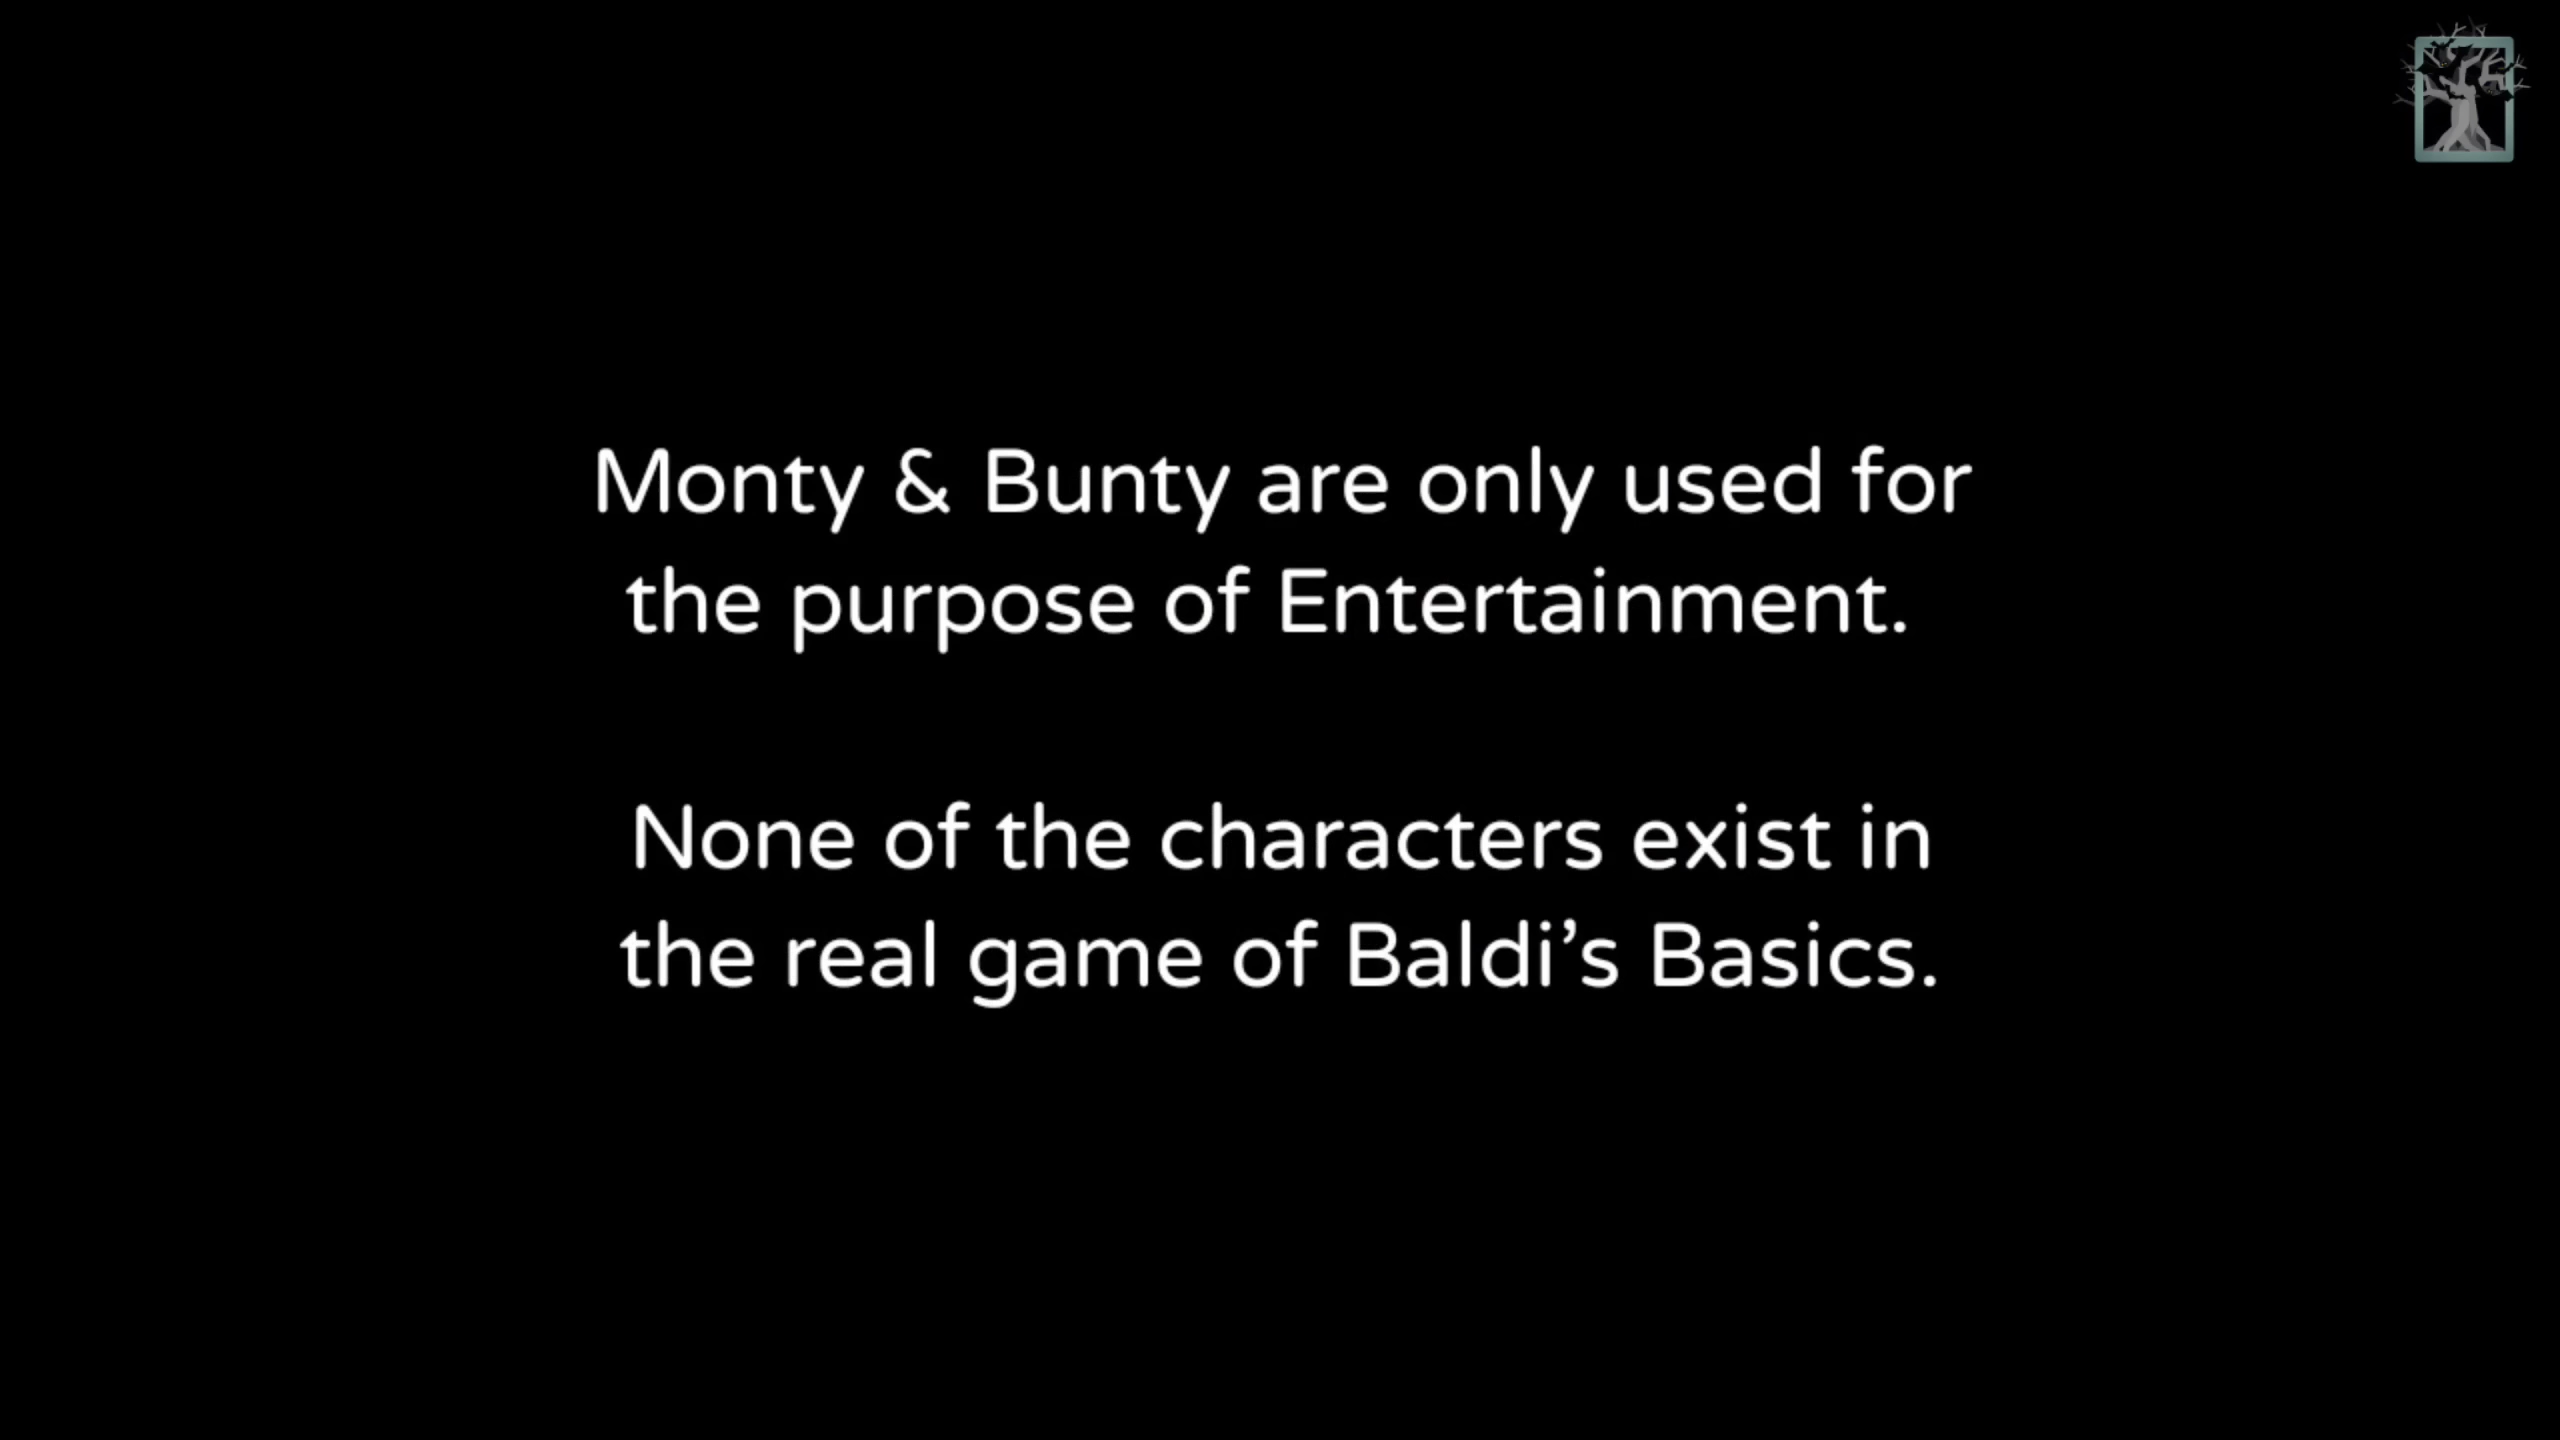 Monty & Bunty are only used for
the purpose of Entertainment.
None of the characters exist in
the real game of Baldi’s Basics.